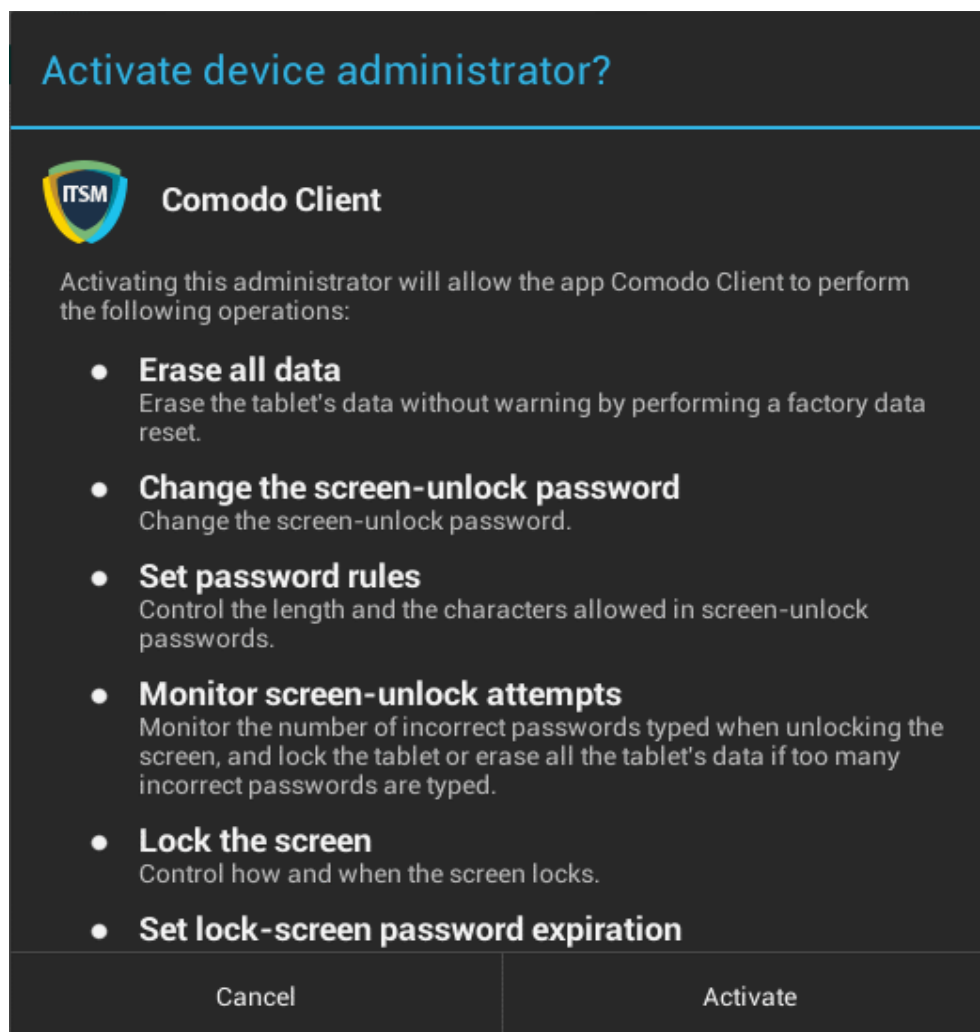 Activate device administrator?
ITSM
Comodo Client
Activating this administrator will allow the app Comodo Client to perform
the following operations:
Erase all data
Erase the tablet's data without warning by performing a factory data
reset.
Change the screen-unlock password
Change the screen-unlock password.
Set password rules
Control the length and the characters allowed in screen-unlock
passwords.
Monitor screen-unlock attempts
Monitor the number of incorrect passwords typed when unlocking the
screen, and lock the tablet or erase all the tablet's data if too many
incorrect passwords are typed.
Lock the screen
Control how and when the screen locks.
Set lock-screen password expiration
Cancel
Activate